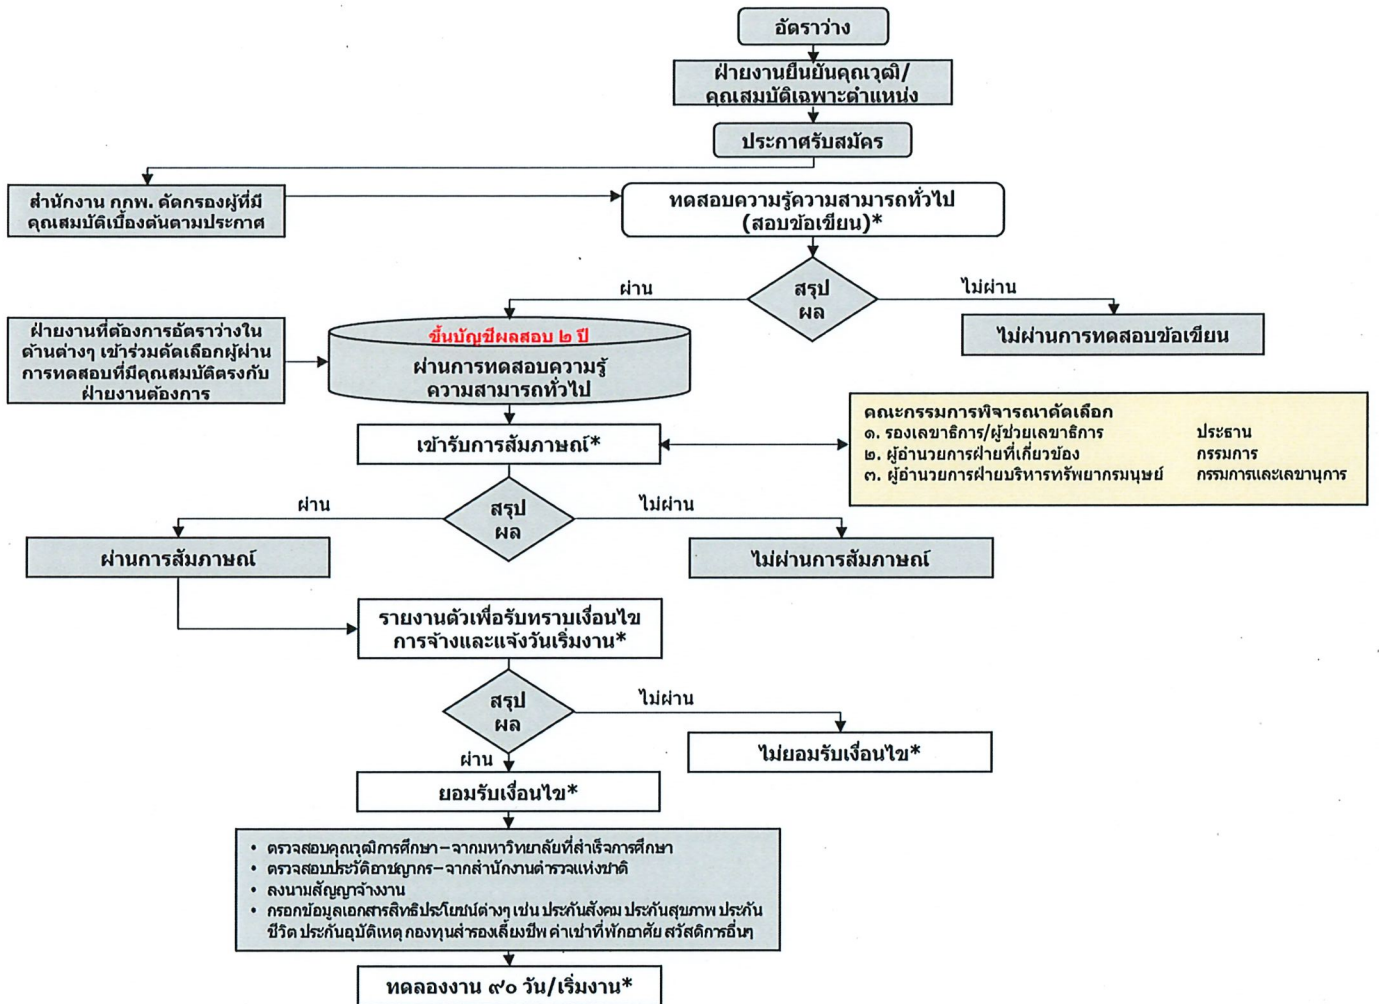 อัตราว่าง
ฝ่ายงานยืนยันคุณวุฒิ/
คุณสมบัติเฉพาะตำแหน่ง
ประกาศรับสมัคร
สำนักงาน กกพ. คัดกรองผู้ที่มี
คุณสมบัติเบื้องต้นตามประกาศ
ทดสอบความรู้ความสามารถทั่วไป
(สอบข้อเขียน)*
สรุป
ผล
ผ่าน
ไม่ผ่าน
ไม่ผ่านการทดสอบข้อเขียน
ฝ่ายงานที่ต้องการอัตราว่างใน
ด้านต่างๆ เข้าร่วมคัดเลือกผู้ผ่าน
การทดสอบที่มีคุณสมบัติตรงกับ
ฝ่ายงานต้องการ
ขึ้นบัญชีผลสอบ ๒ ปี
ผ่านการทดสอบความรู้
ความสามารถทั่วไป
เข้ารับการสัมภาษณ์*
คณะกรรมการพิจารณาคัดเลือก
๑. รองเลขาธิการ/ผู้ช่วยเลขาธิการ ประธาน
๒. ผู้อำนวยการฝ่ายที่เกี่ยวข้อง กรรมการ
๓. ผู้อำนวยการฝ่ายบริหารทรัพยากรมนุษย์ กรรมการและเลขานุการ
สรุป
ผล
ผ่าน
ไม่ผ่าน
ผ่านการสัมภาษณ์
ไม่ผ่านการสัมภาษณ์
รายงานตัวเพื่อรับทราบเงื่อนไข
การจ้างและแจ้งวันเริ่มงาน*
สรุป
ผล
ไม่ผ่าน
ไม่ยอมรับเงื่อนไข*
ผ่าน
ยอมรับเงื่อนไข*
• ตรวจสอบคุณวุฒิการศึกษา–จากมหาวิทยาลัยที่สำเร็จการศึกษา
• ตรวจสอบประวัติอาชญากร–จากสำนักงานตำรวจแห่งชาติ
• ลงนามสัญญาจ้างงาน
• กรอกข้อมูลเอกสารสิทธิประโยชน์ต่างๆ เช่น ประกันสังคม ประกันสุขภาพ ประกัน
ชีวิต ประกันอุบัติเหตุ กองทุนสำรองเลี้ยงชีพ ค่าเช่าที่พักอาศัย สวัสดิการอื่นๆ
ทดลองงาน ๙๐ วัน/เริ่มงาน*